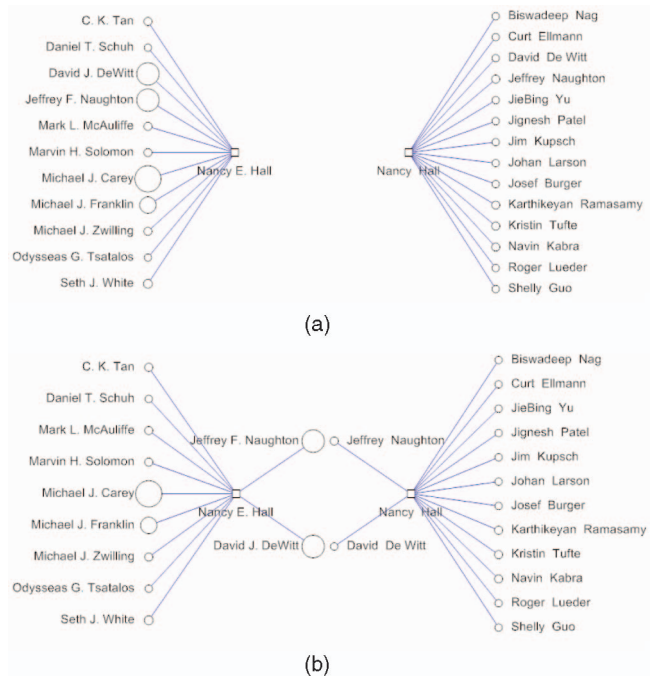 C. K. Tan
Daniel T. Schuh
David J. DeWitt
Jeffrey F. Naughton
Mark L. McAuliffe
Marvin H. Solomon
Michael J. Carey
Michael J. Franklin
Michael J. Zwilling
Odysseas G. Tsatalos
Seth J. White
Nancy E. Hall
Nancy Hall
Biswadeep Nag
Curt Ellmann
David De Witt
Jeffrey Naughton
JieBing Yu
Jignesh Patel
Jim Kupsch
Johan Larson
Josef Burger
Karthikeyan Ramasamy
Kristin Tufte
Navin Kabra
Roger Lueder
Shelly Guo
(a)
C. K. Tan
Daniel T. Schuh
Mark L. McAuliffe
Marvin H. Solomon
Michael J. Carey
Michael J. Franklin
Michael J. Zwilling
Odysseas G. Tsatalos
Seth J. White
Nancy E. Hall
Jeffrey F. Naughton
Jeffrey Naughton
David J. DeWitt
David De Witt
Nancy Hall
Biswadeep Nag
Curt Ellmann
JieBing Yu
Jignesh Patel
Jim Kupsch
Johan Larson
Josef Burger
Karthikeyan Ramasamy
Kristin Tufte
Navin Kabra
Roger Lueder
Shelly Guo
(b)